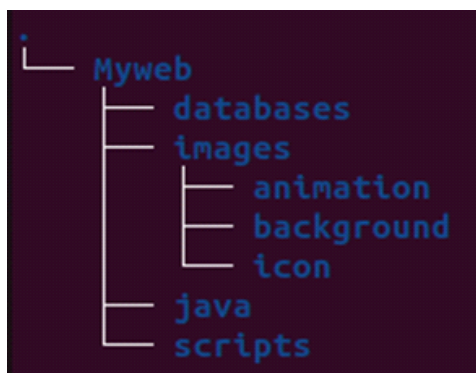 .
Myweb
databases
images
animation
background
icon
java
scripts